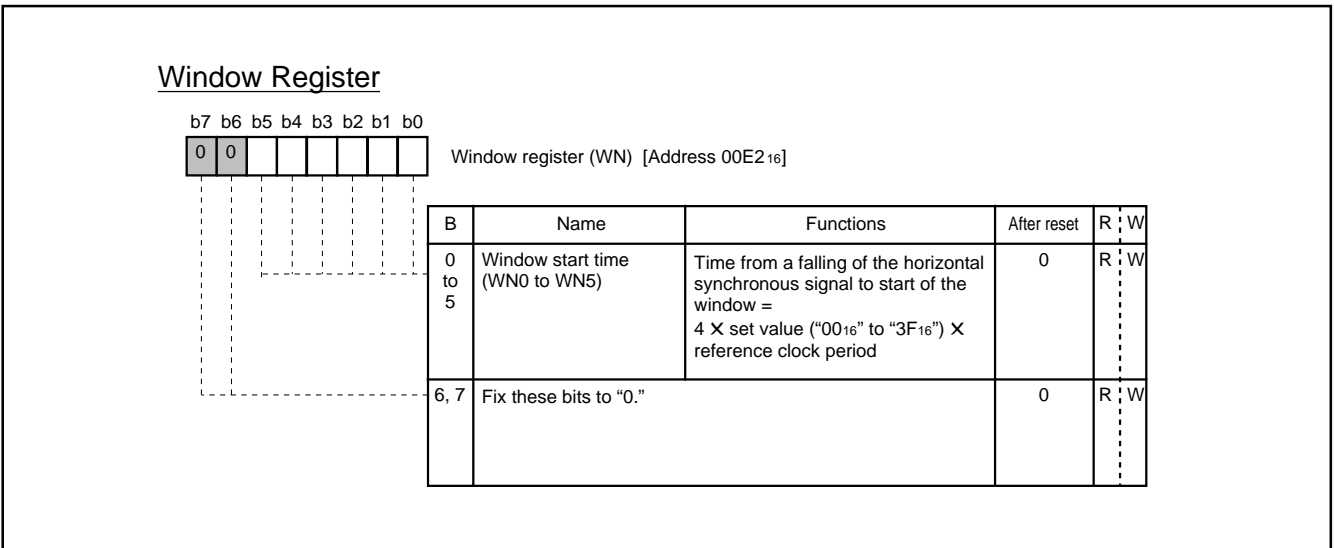 Window Register
b7 b6 b5 b4 b3 b2 b1 b0
0 0
Window register (WN) [Address 00E216]
B Name Functions After reset R W
0 to 5
Window start time (WN0 to WN5)
Time from a falling of the horizontal
synchronous signal to start of the
window =
4 X set value (“0016” to “3F16”) X
reference clock period
0 R W
6, 7 Fix these bits to “0.” 0 R W